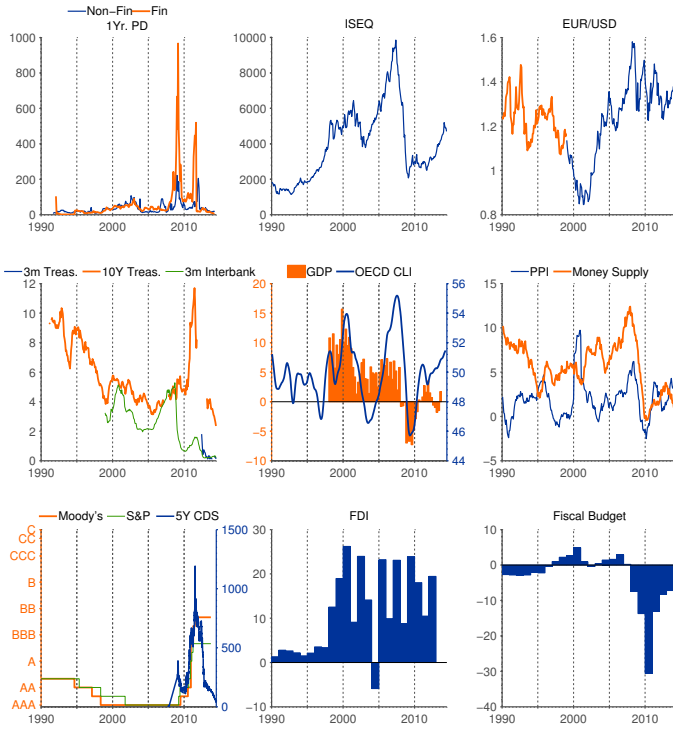 Non−Fin Fin
1Yr. PD
1000
800
600
400
200
0
1990 2000 2010
ISEQ
10000
8000
6000
4000
2000
0
1990 2000 2010
EUR/USD
1.6
1.4
1.2
1
0.8
1990 2000 2010
3m Treas. 10Y Treas. 3m Interbank
12
10
8
6
4
2
0
1990 2000 2010
GDP OECD CLI
20 56
15 54
10 52
5 50
0 48
−5 46
−10 44
1990 2000 2010
PPI Money Supply
15
10
5
0
−5
1990 2000 2010
Moody's S&P 5Y CDS
C 1500
CC
CCC
B 1000
BB
BBB 500
A
AA
AAA 0
1990 2000 2010
FDI
30
20
10
0
−10
1990 2000 2010
Fiscal Budget
10
0
−10
−20
−30
−40
1990 2000 2010